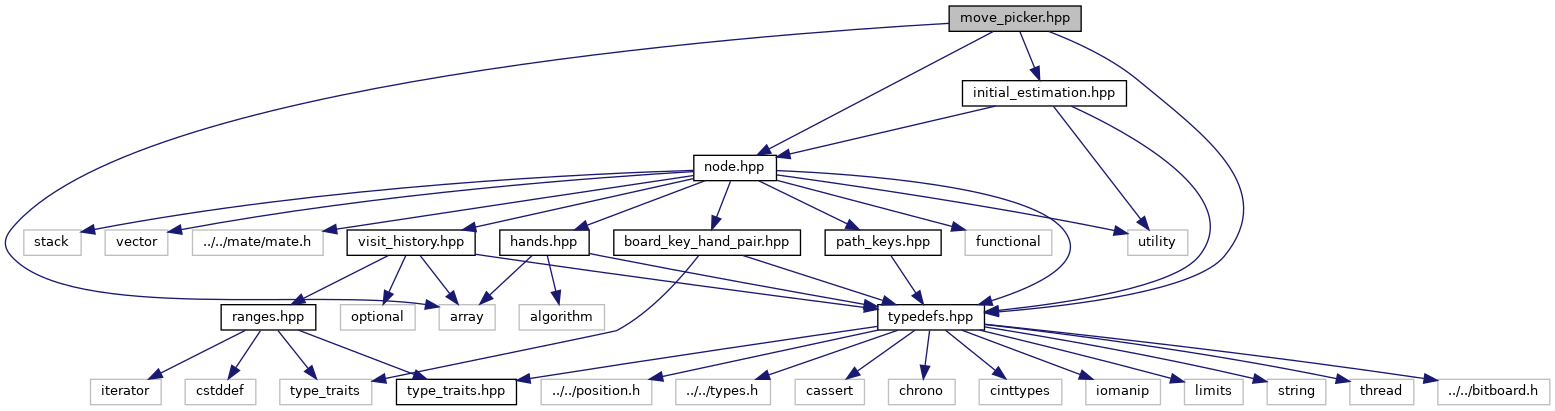 move_picker.hpp
initial_estimation.hpp
node.hpp
stack
vector
../../mate/mate.h
visit_history.hpp
hands.hpp
board_key_hand_pair.hpp
path_keys.hpp
functional
utility
ranges.hpp
optional
array
algorithm
typedefs.hpp
iterator
cstddef
type_traits
type_traits.hpp
../../position.h
../../types.h
cassert
chrono
cinttypes
iomanip
limits
string
thread
../../bitboard.h